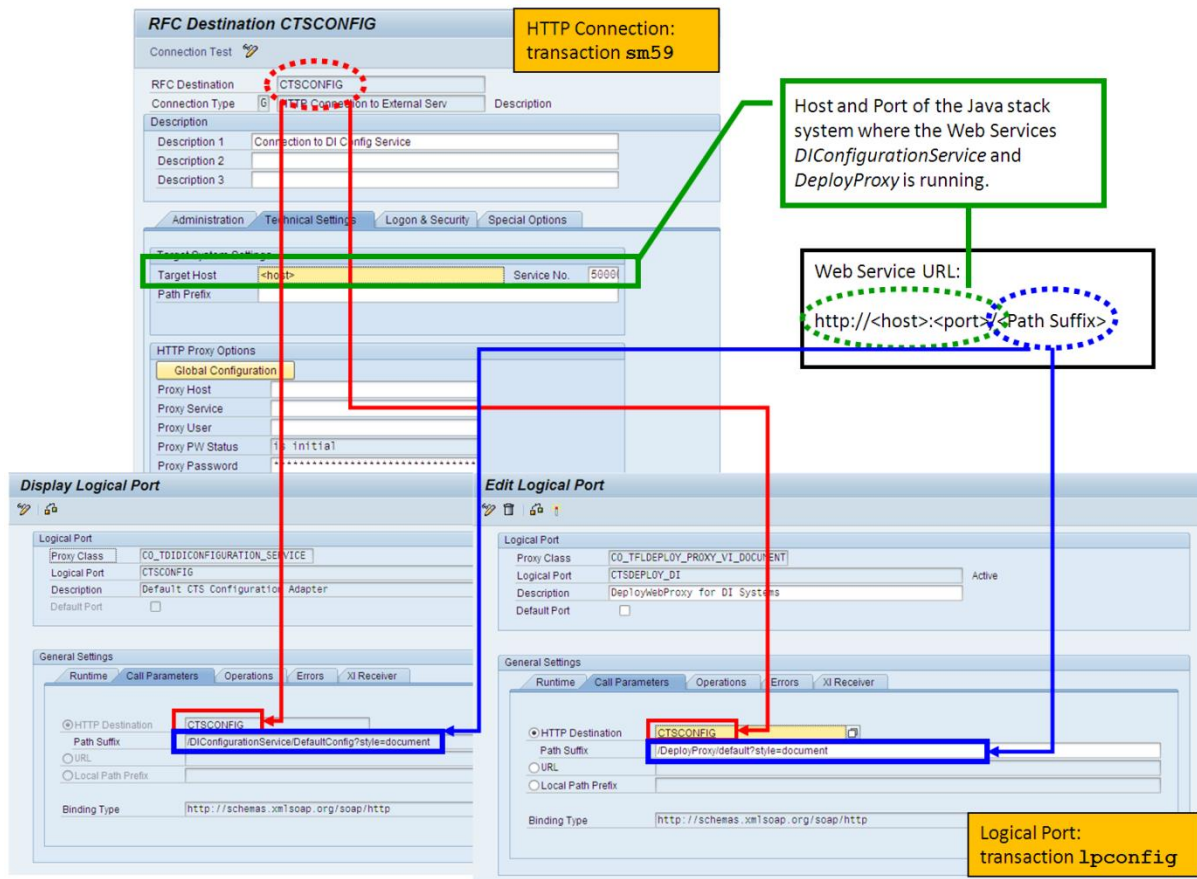 RFC Destination CTSCONFIG
Connection Test
HTTP Connection:
transaction sm59
RFC Destination CTSCONFIG
Connection Type G HTTP Connection to External Serv Description
Description
Description 1 Connection to DI Config Service
Description 2
Description 3
Host and Port of the Java stack
system where the Web Services
DIConfigurationService and
DeployProxy is running.
Administration Technical Settings Logon & Security Special Options
Target System Settings
Target Host <host> Service No. 5000
Path Prefix
Web Service URL:
http://<host>:<port>/<Path Suffix>
HTTP Proxy Options
Global Configuration
Proxy Host
Proxy Service
Proxy User
Proxy PW Status is initial
Proxy Password **********************************
Display Logical Port
Logical Port
Proxy Class CO_TDIDICONFIGURATION_SERVICE
Logical Port CTSCONFIG
Description Default CTS Configuration Adapter
Default Port
General Settings
Runtime Call Parameters Operations Errors XI Receiver
HTTP Destination CTSCONFIG
Path Suffix /DIConfigurationService/DefaultConfig?style=document
URL
Local Path Prefix
Binding Type http://schemas.xmlsoap.org/soap/http
Edit Logical Port
Logical Port
Proxy Class CO_TFLDEPLOY_PROXY_VI_DOCUMENT
Logical Port CTSDEPLOY_DI Active
Description DeployWebProxy for DI Systems
Default Port
General Settings
Runtime Call Parameters Operations Errors XI Receiver
HTTP Destination CTSCONFIG
Path Suffix /DeployProxy/default?style=document
URL
Local Path Prefix
Binding Type http://schemas.xmlsoap.org/soap/http
Logical Port:
transaction lpconfig